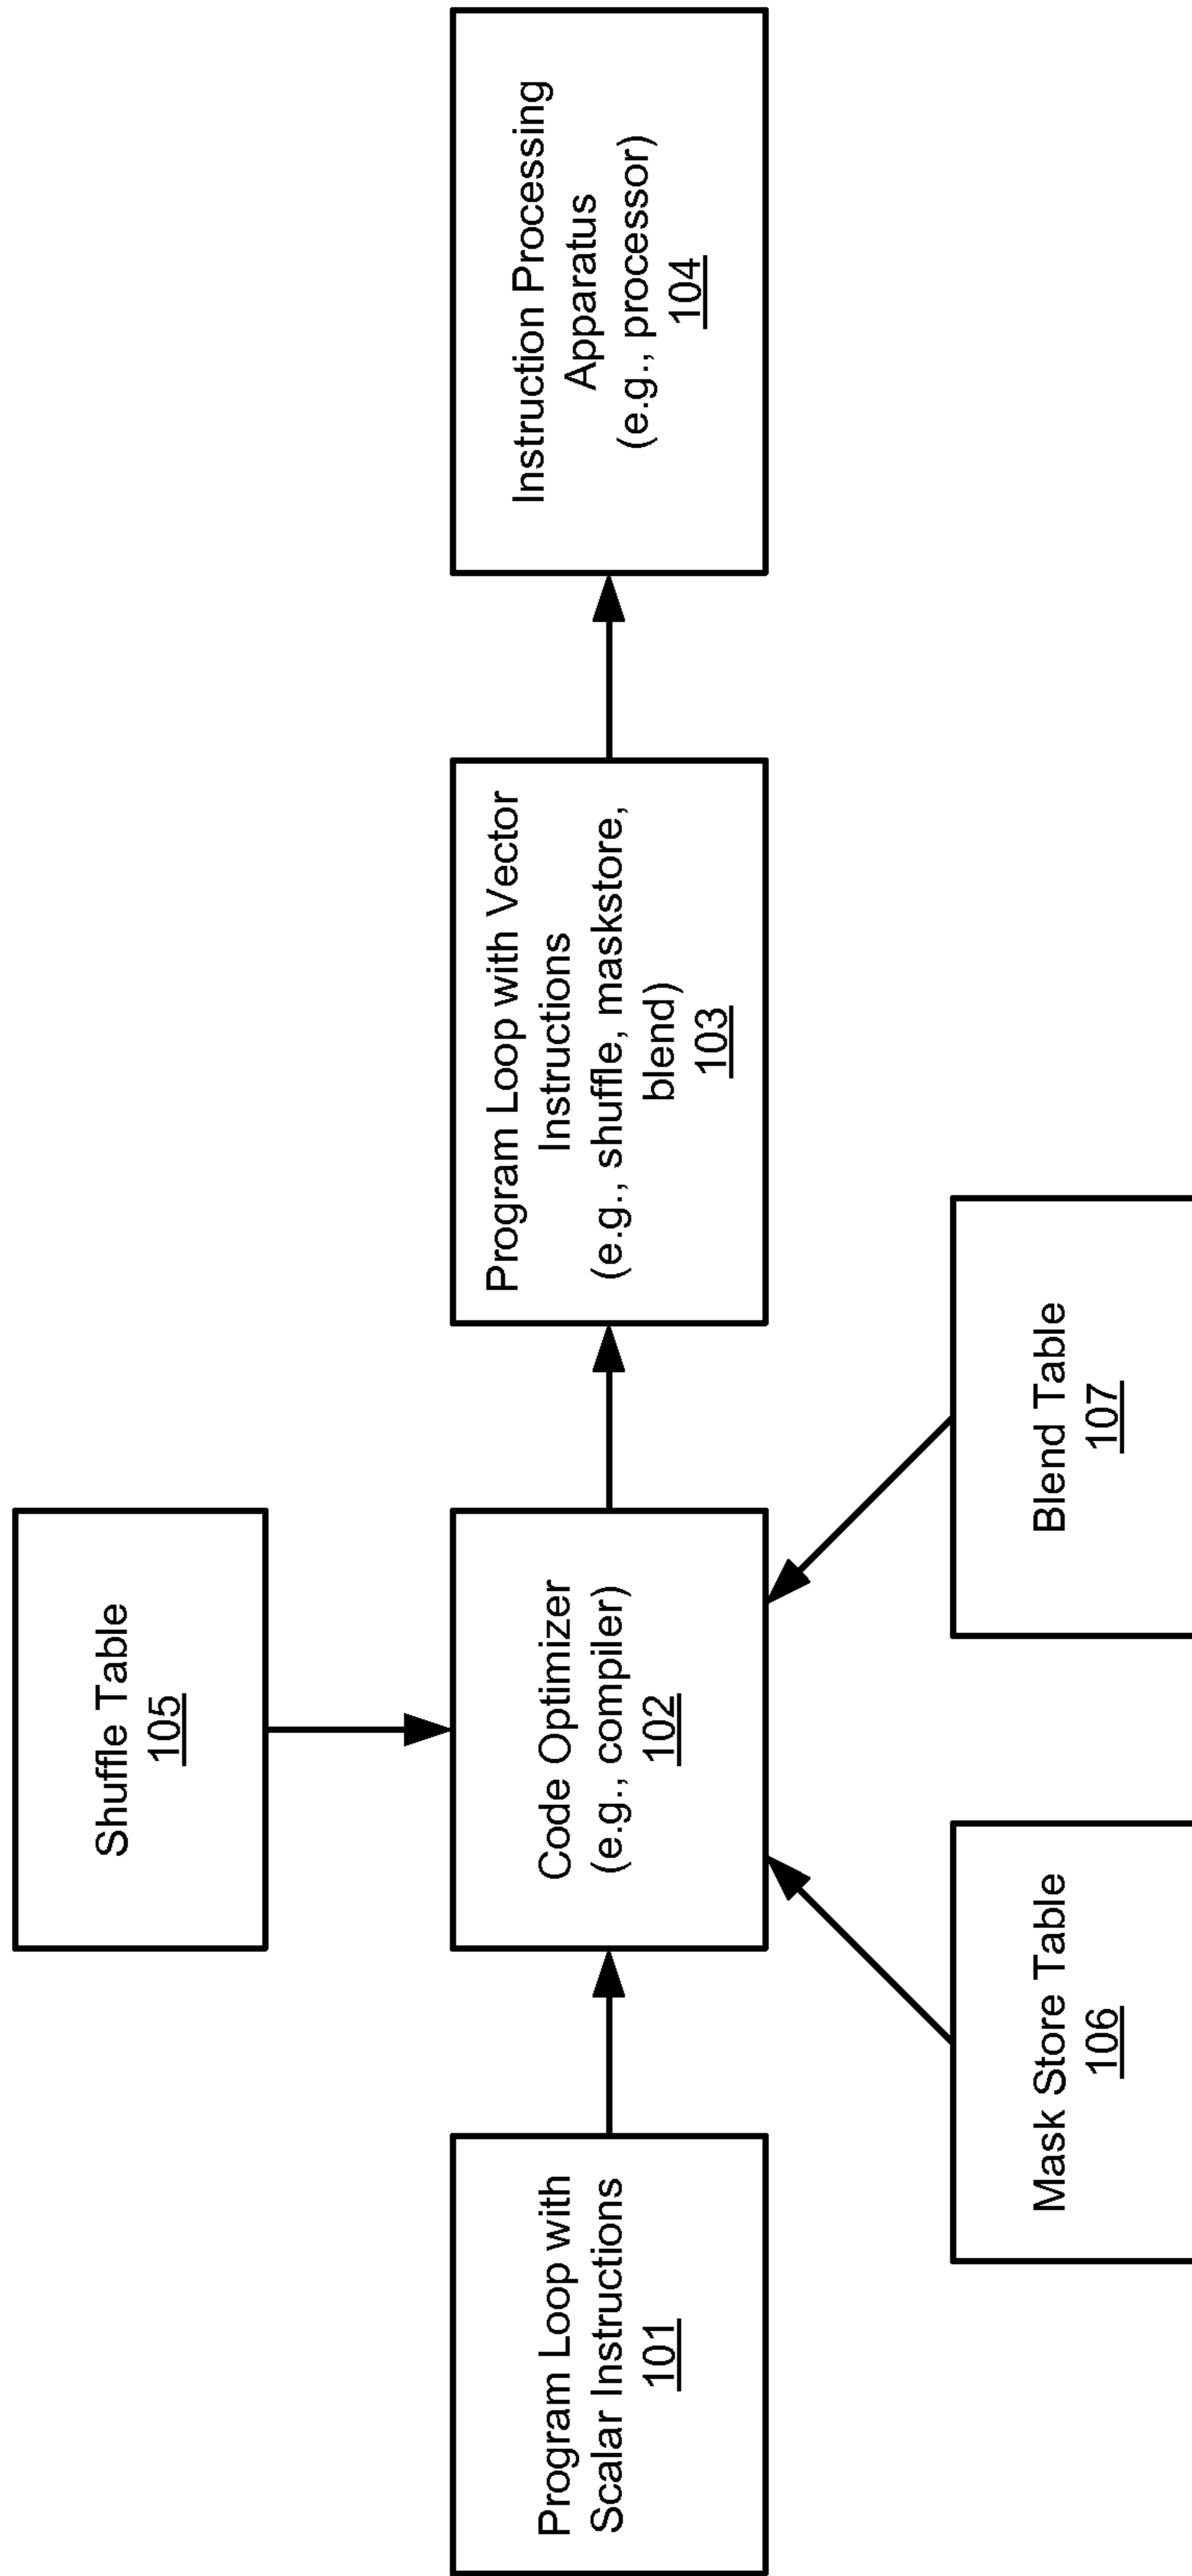 Shuffle Table
105
Program Loop with
Scalar Instructions
101
Code Optimizer
(e.g., compiler)
102
Program Loop with Vector
Instructions
(e.g., shuffle, maskstore,
blend)
103
Instruction Processing
Apparatus
(e.g., processor)
104
Mask Store Table
106
Blend Table
107